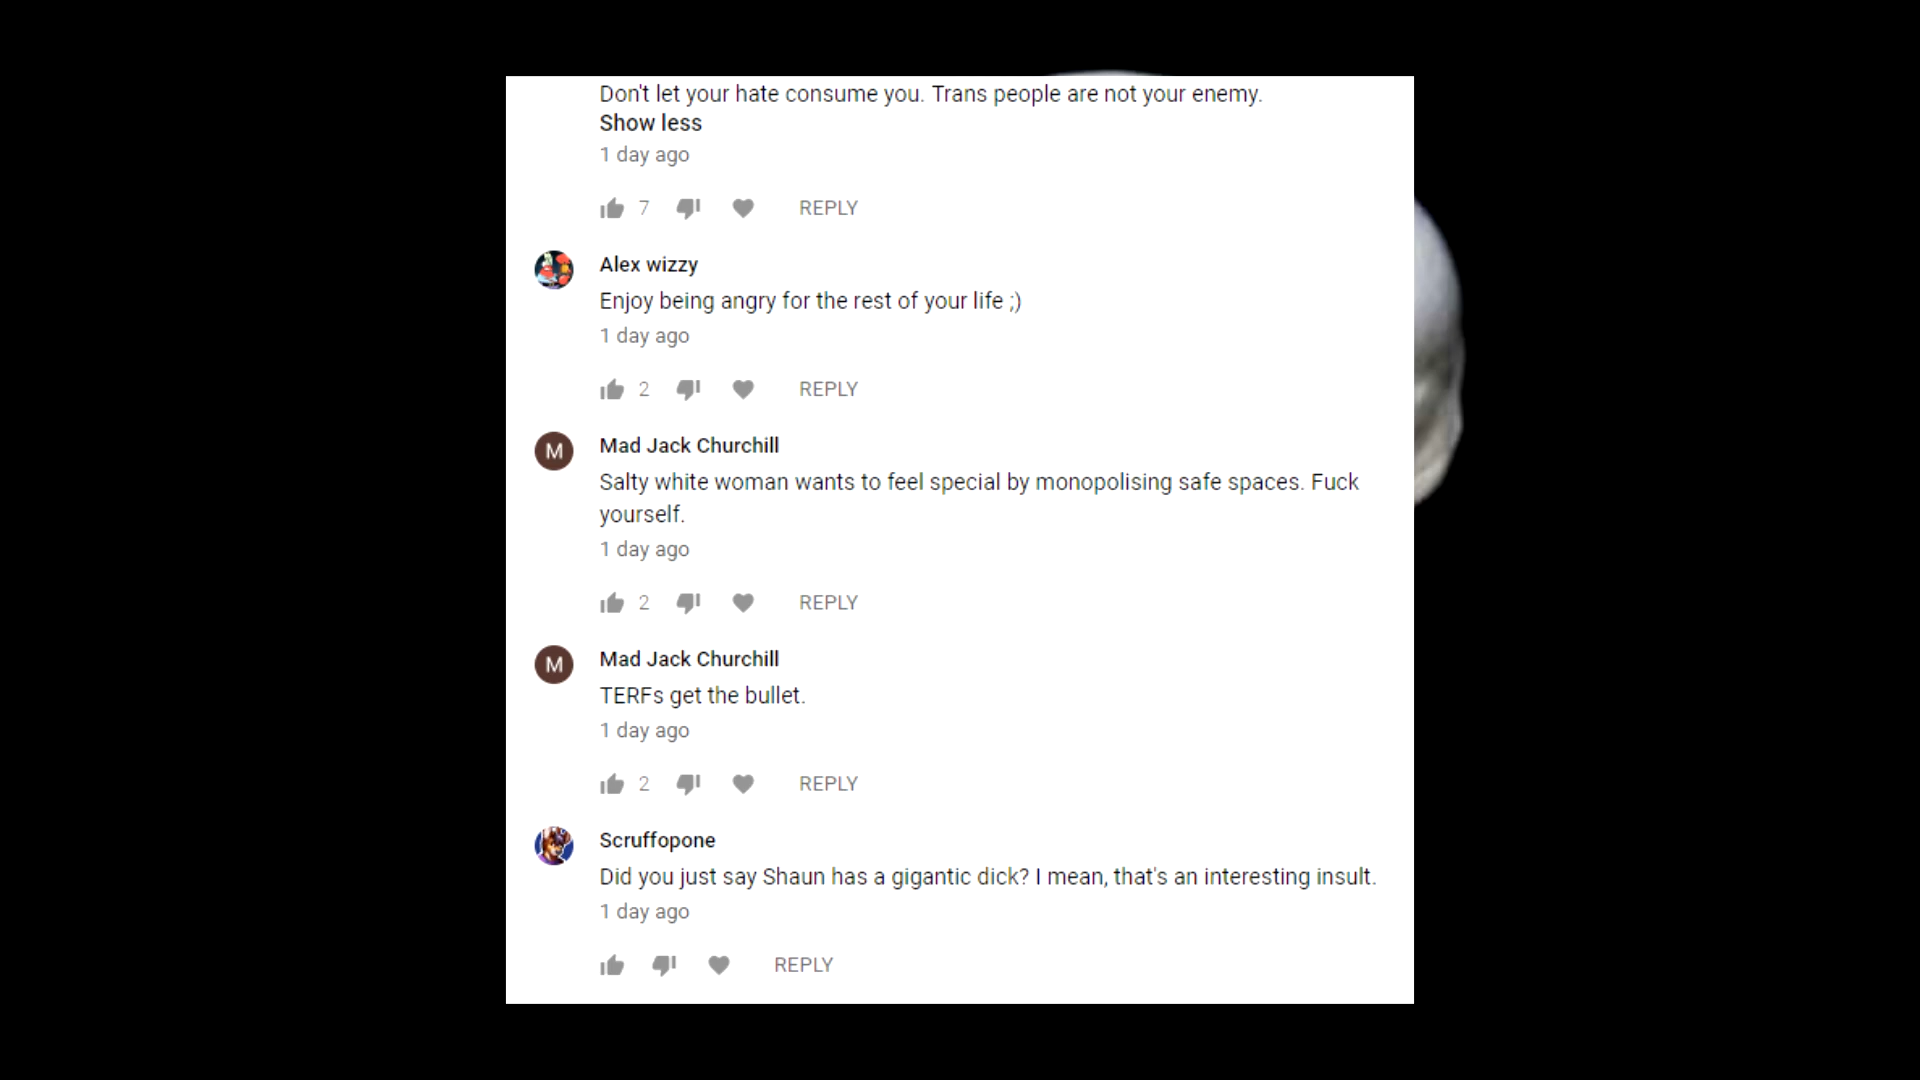 Don't let your hate consume you. Trans people are not your enemy.
Show less
1 day ago
7 REPLY
Alex wizzy
Enjoy being angry for the rest of your life ;)
1 day ago
2 REPLY
M Mad Jack Churchill
Salty white woman wants to feel special by monopolising safe spaces. Fuck
yourself.
1 day ago
2 REPLY
M Mad Jack Churchill
TERFs get the bullet.
1 day ago
2 REPLY
Scruffopone
Did you just say Shaun has a gigantic dick? I mean, that's an interesting insult.
1 day ago
REPLY